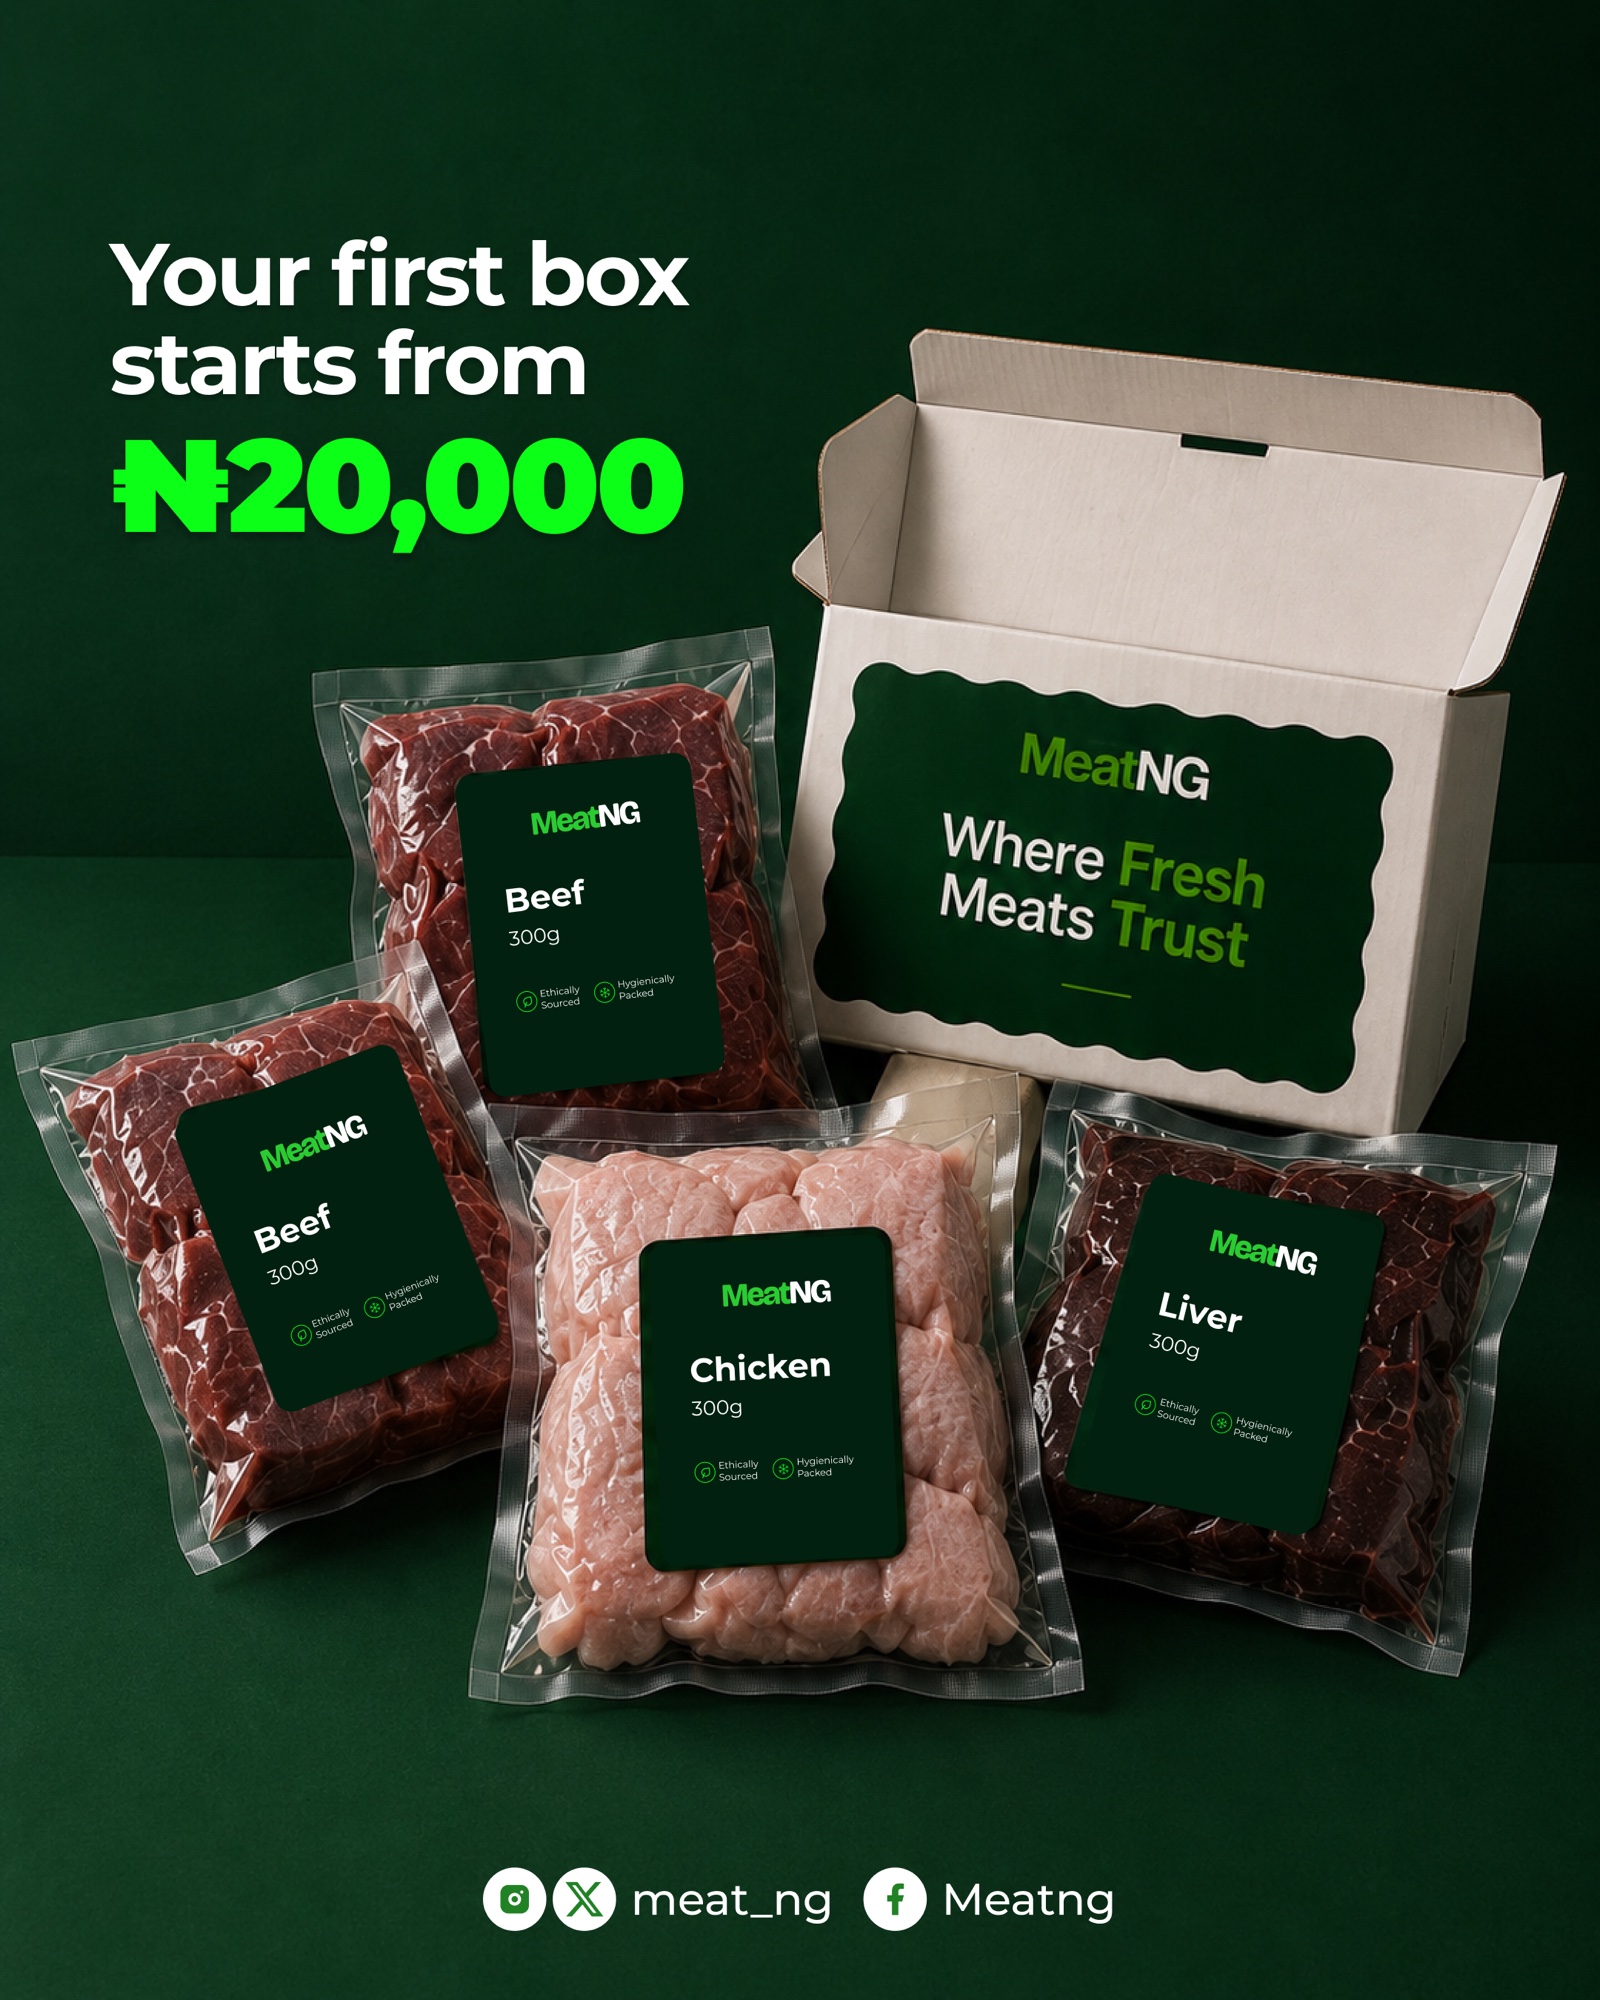 Your first box
starts from
₦20,000
MeatNG
Where Fresh
Meats Trust
MeatNG
Beef
300g
Ethically
Sourced
Hygienically
Packed
MeatNG
Beef
300g
Ethically
Sourced
Hygienically
Packed
MeatNG
Chicken
300g
Ethically
Sourced
Hygienically
Packed
MeatNG
Liver
300g
Ethically
Sourced
Hygienically
Packed
meat_ng
Meatng